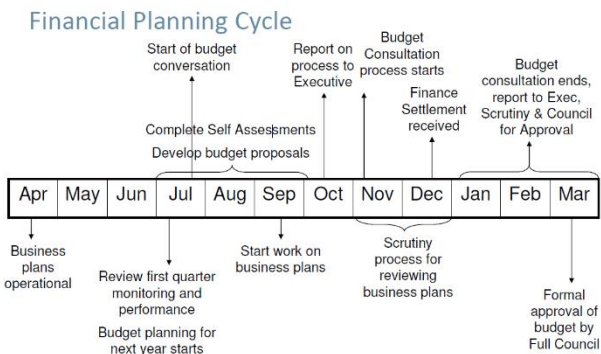 Financial Planning Cycle
Start of budget
conversation
Report on
process to
Executive
Budget
Consultation
process starts
Finance
Settlement
received
Budget
consultation ends,
report to Exec,
Scrutiny & Council
for Approval
Complete Self Assessments
Develop budget proposals
Apr May Jun Jul Aug Sep Oct Nov Dec Jan Feb Mar
Business
plans
operational
Review first quarter
monitoring and
performance
Budget planning for
next year starts
Start work on
business plans
Scrutiny
process for
reviewing
business plans
Formal
approval of
budget by
Full Council